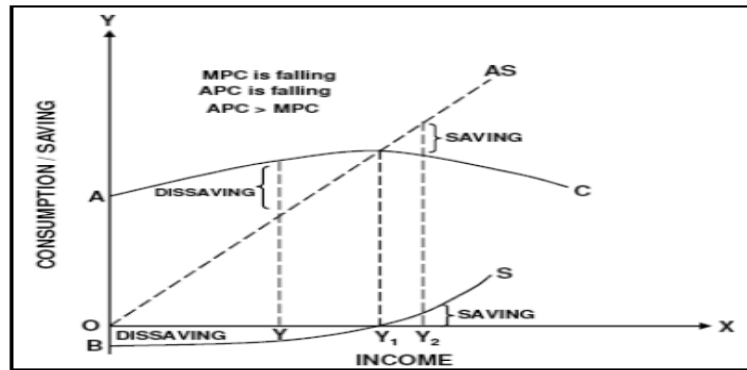 Y
CONSUMPTION / SAVING
MPC is falling
APC is falling
APC > MPC
AS
SAVING
A
DISSAVING
C
S
O
DISSAVING
Y
Y₁
Y₂
SAVING
X
B
INCOME